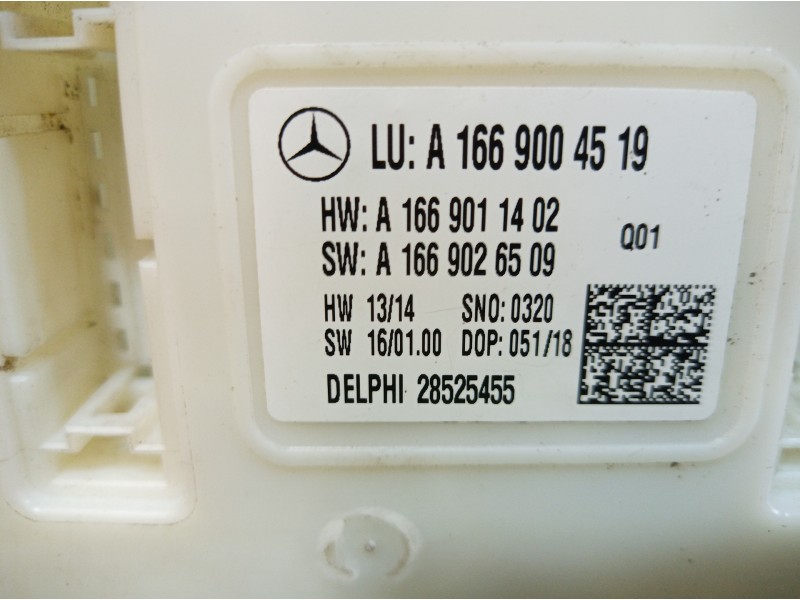 LU: A 166 900 45 19
HW: A 166 901 14 02
SW: A 166 902 65 09
Q01
HW 13/14 SNO: 0320
SW 16/01.00 DOP: 051/18
DELPHI 28525455